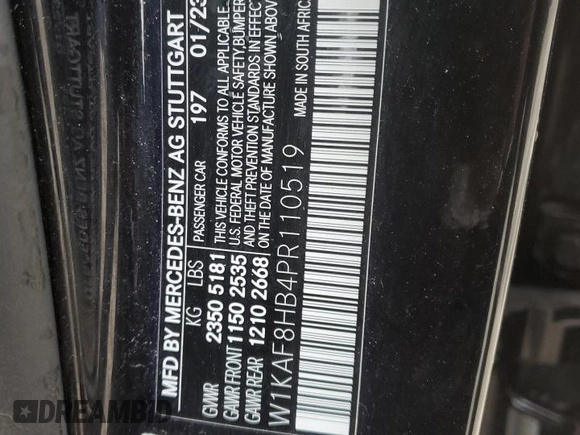 MFD BY MERCEDES-BENZ AG STUTTGART
KG LBS PASSENGER CAR 197 01/23
GVWR 2350 5181 THIS VEHICLE CONFORMS TO ALL APPLICABLE
GAWR FRONT 1150 2535 U.S. FEDERAL MOTOR VEHICLE SAFETY, BUMPER
GAWR REAR 1210 2668 AND THEFT PREVENTION STANDARDS IN EFFECT
ON THE DATE OF MANUFACTURE SHOWN ABOVE
W1KAF8HB4PR110519 MADE IN SOUTH AFRIC
DREAMBID